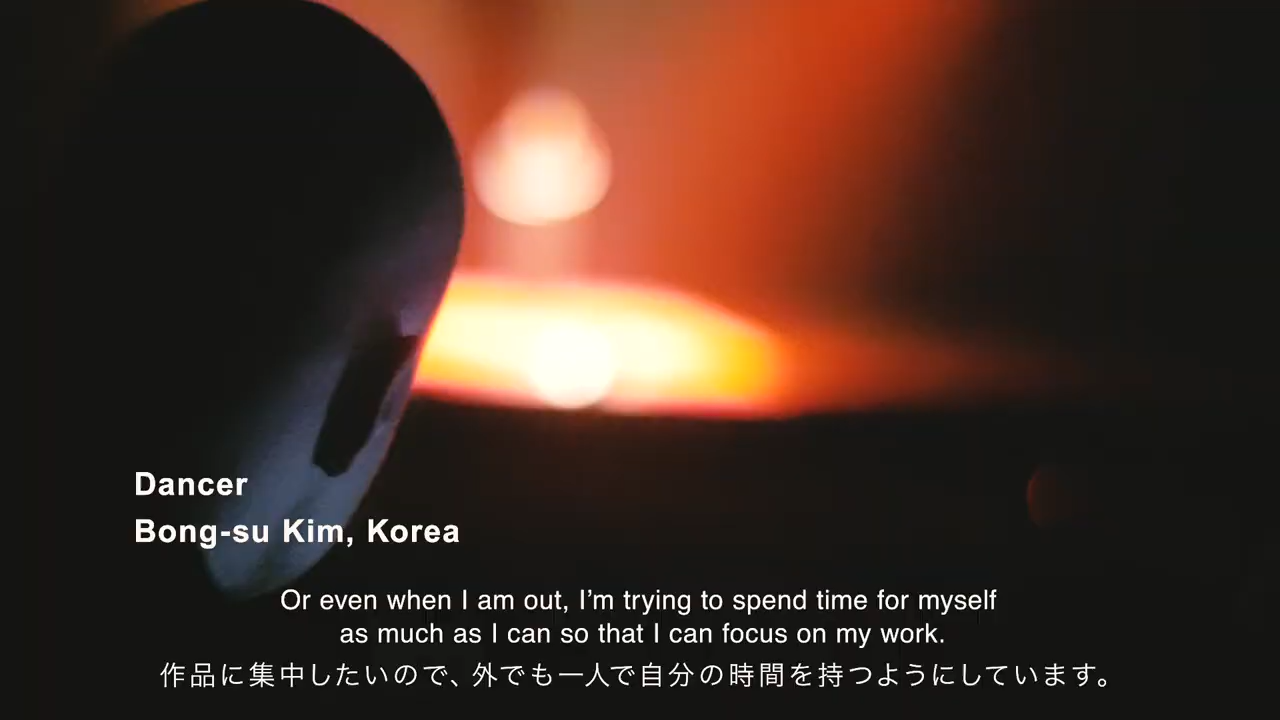 Dancer
Bong-su Kim, Korea
Or even when I am out, I'm trying to spend time for myself
as much as I can so that I can focus on my work.
作品に集中したいので、外でも一人で自分の時間を持つようにしています。